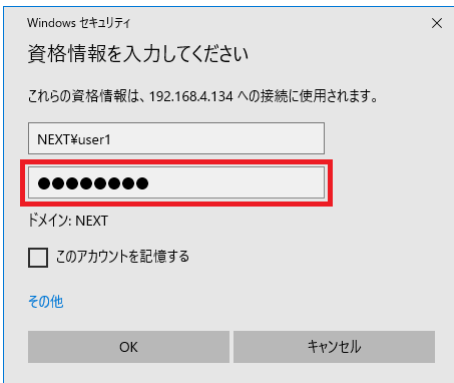 Windows セキュリティ
資格情報を入力してください
これらの資格情報は、192.168.4.134 への接続に使用されます。
NEXT¥user1
●●●●●●●●
ドメイン: NEXT
このアカウントを記憶する
その他
OK キャンセル